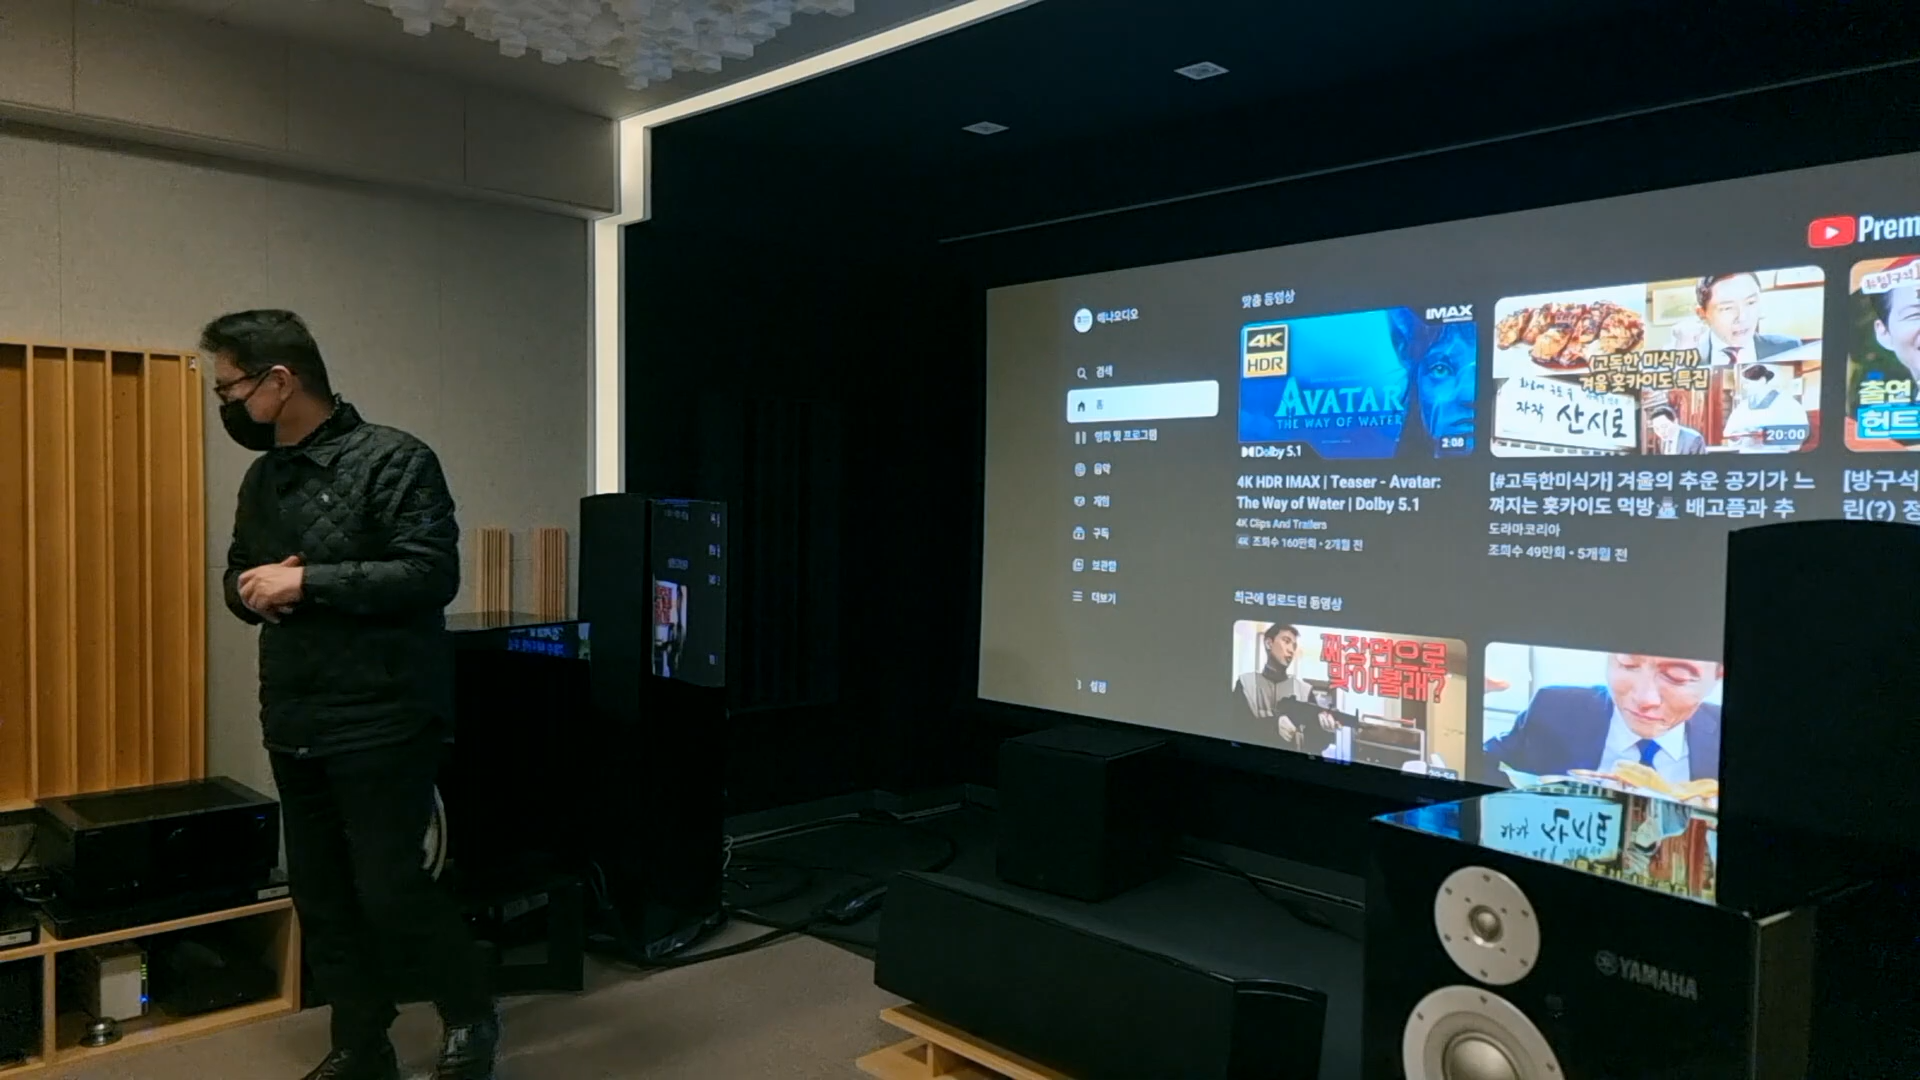 Prem
애니오디오
검색
홈
영화 및 프로그램
음악
게임
구독
보관함
더보기
설정
맞춤 동영상
4K
HDR
IMAX
AVATAR
THE WAY OF WATER
Dolby 5.1
2:08
4K HDR IMAX | Teaser - Avatar:
The Way of Water | Dolby 5.1
4K Clips And Trailers
4K 조회수 160만회 • 2개월 전
<고독한 미식가>
겨울 홋카이도 특집
자작 산시로
20:00
[#고독한미식가] 겨울의 추운 공기가 느
껴지는 홋카이도 먹방 배고픔과 추
도라마코리아
조회수 49만회 • 5개월 전
출연
헌트
[방구석
린(?) 정
최근에 업로드된 동영상
짜장면으로
맞아볼래?
YAMAHA